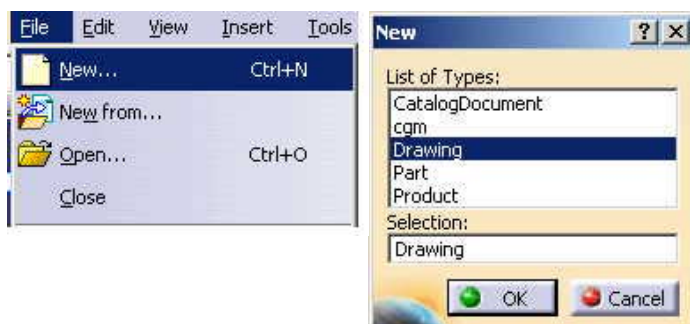 File Edit View Insert Tools
New... Ctrl+N
New from...
Open... Ctrl+O
Close
New
List of Types:
CatalogDocument
cgm
Drawing
Part
Product
Selection:
Drawing
OK Cancel